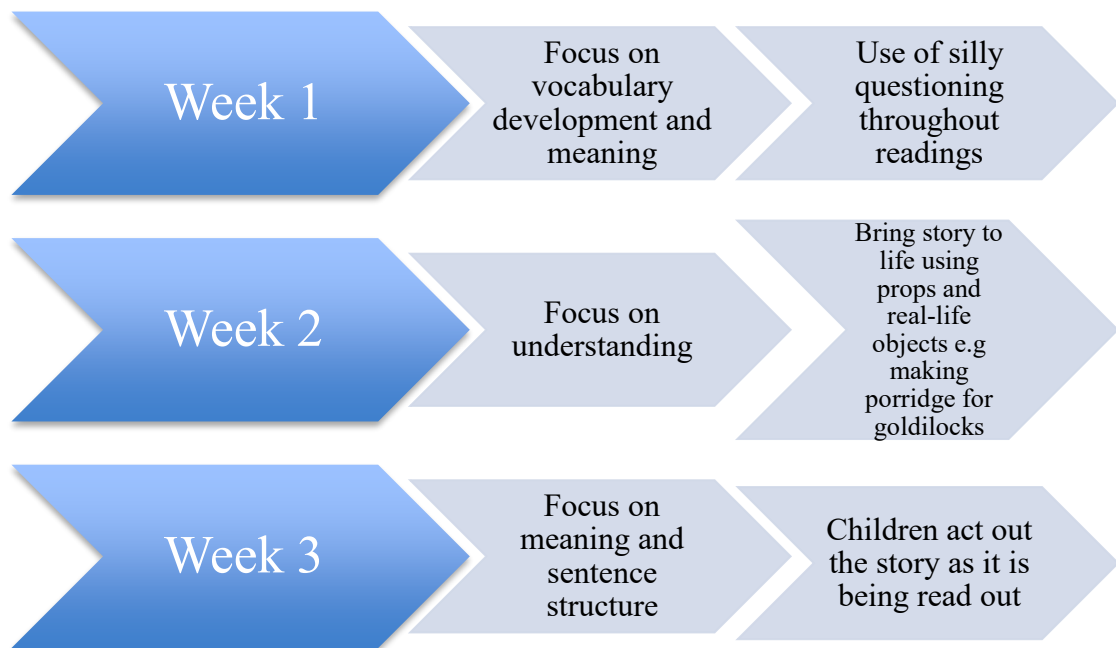 Week 1
Focus on
vocabulary
development and
meaning
Use of silly
questioning
throughout
readings
Week 2
Focus on
understanding
Bring story to
life using
props and
real-life
objects e.g
making
porridge for
goldilocks
Week 3
Focus on
meaning and
sentence
structure
Children act out
the story as it is
being read out